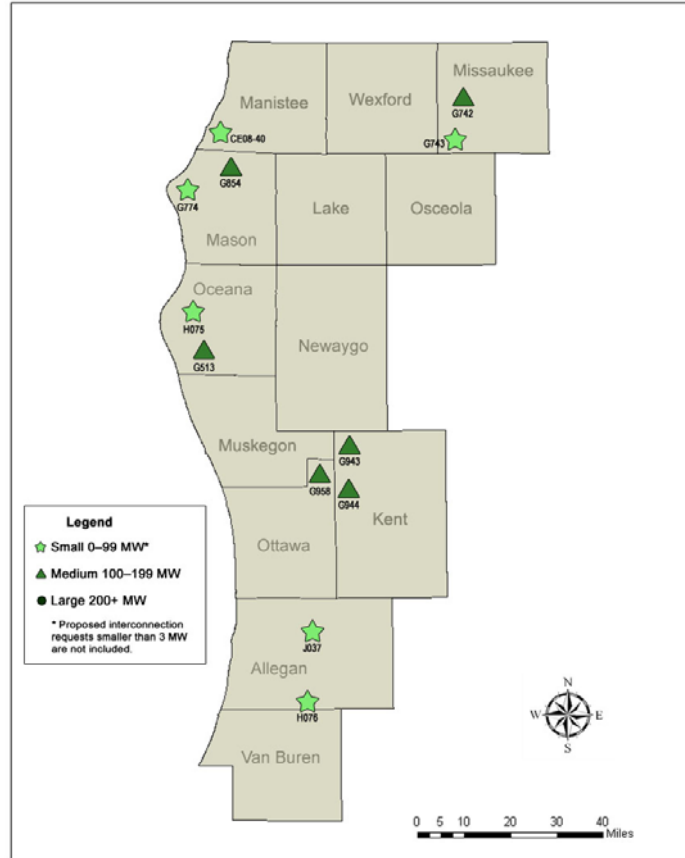 Missaukee
Manistee
Wexford
G742
CE08-40
G743
G854
G774
Lake
Osceola
Mason
Oceana
H075
Newaygo
G513
Muskegon
G943
G958
G944
Kent
Ottawa
Legend
Small 0–99 MW*
Medium 100–199 MW
Large 200+ MW
* Proposed interconnection
requests smaller than 3 MW
are not included.
J037
Allegan
H076
Van Buren
N
W
E
S
0 5 10 20 30 40
Miles